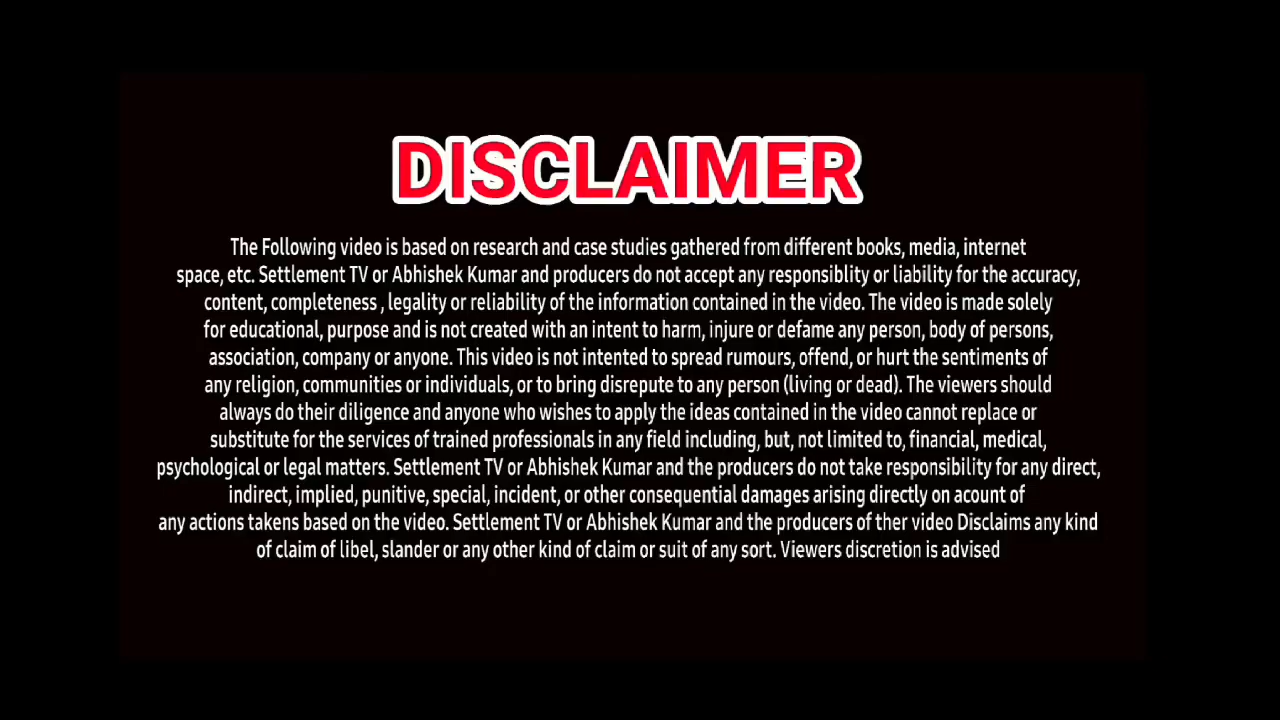 DISCLAIMER
The Following video is based on research and case studies gathered from different books, media, internet
space, etc. Settlement TV or Abhishek Kumar and producers do not accept any responsiblity or liability for the accuracy,
content, completeness , legality or reliability of the information contained in the video. The video is made solely
for educational, purpose and is not created with an intent to harm, injure or defame any person, body of persons,
association, company or anyone. This video is not intented to spread rumours, offend, or hurt the sentiments of
any religion, communities or individuals, or to bring disrepute to any person (living or dead). The viewers should
always do their diligence and anyone who wishes to apply the ideas contained in the video cannot replace or
substitute for the services of trained professionals in any field including, but, not limited to, financial, medical,
psychological or legal matters. Settlement TV or Abhishek Kumar and the producers do not take responsibility for any direct,
indirect, implied, punitive, special, incident, or other consequential damages arising directly on acount of
any actions takens based on the video. Settlement TV or Abhishek Kumar and the producers of ther video Disclaims any kind
of claim of libel, slander or any other kind of claim or suit of any sort. Viewers discretion is advised